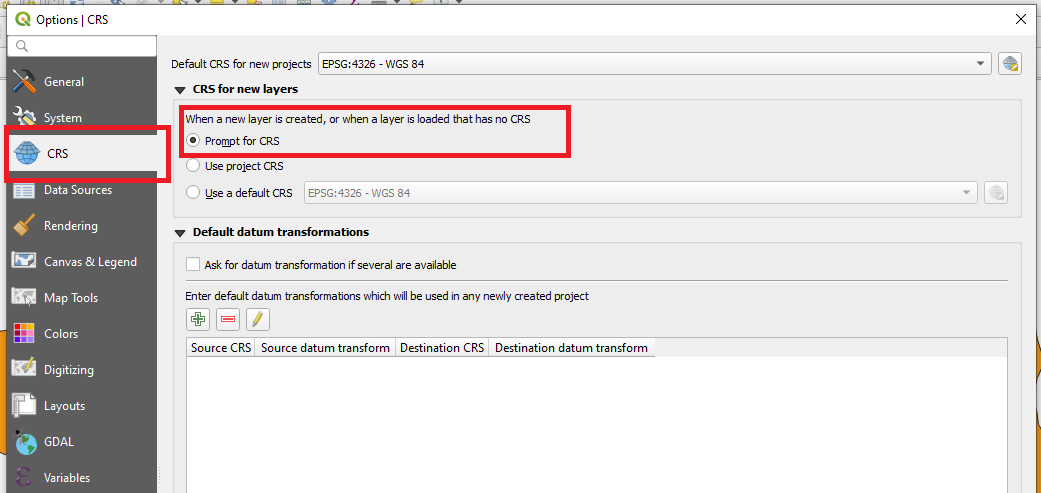 Options | CRS
General
System
CRS
Data Sources
Rendering
Canvas & Legend
Map Tools
Colors
Digitizing
Layouts
GDAL
Variables
Default CRS for new projects EPSG:4326 - WGS 84
CRS for new layers
When a new layer is created, or when a layer is loaded that has no CRS
Prompt for CRS
Use project CRS
Use a default CRS EPSG:4326 - WGS 84
Default datum transformations
Ask for datum transformation if several are available
Enter default datum transformations which will be used in any newly created project
Source CRS Source datum transform Destination CRS Destination datum transform